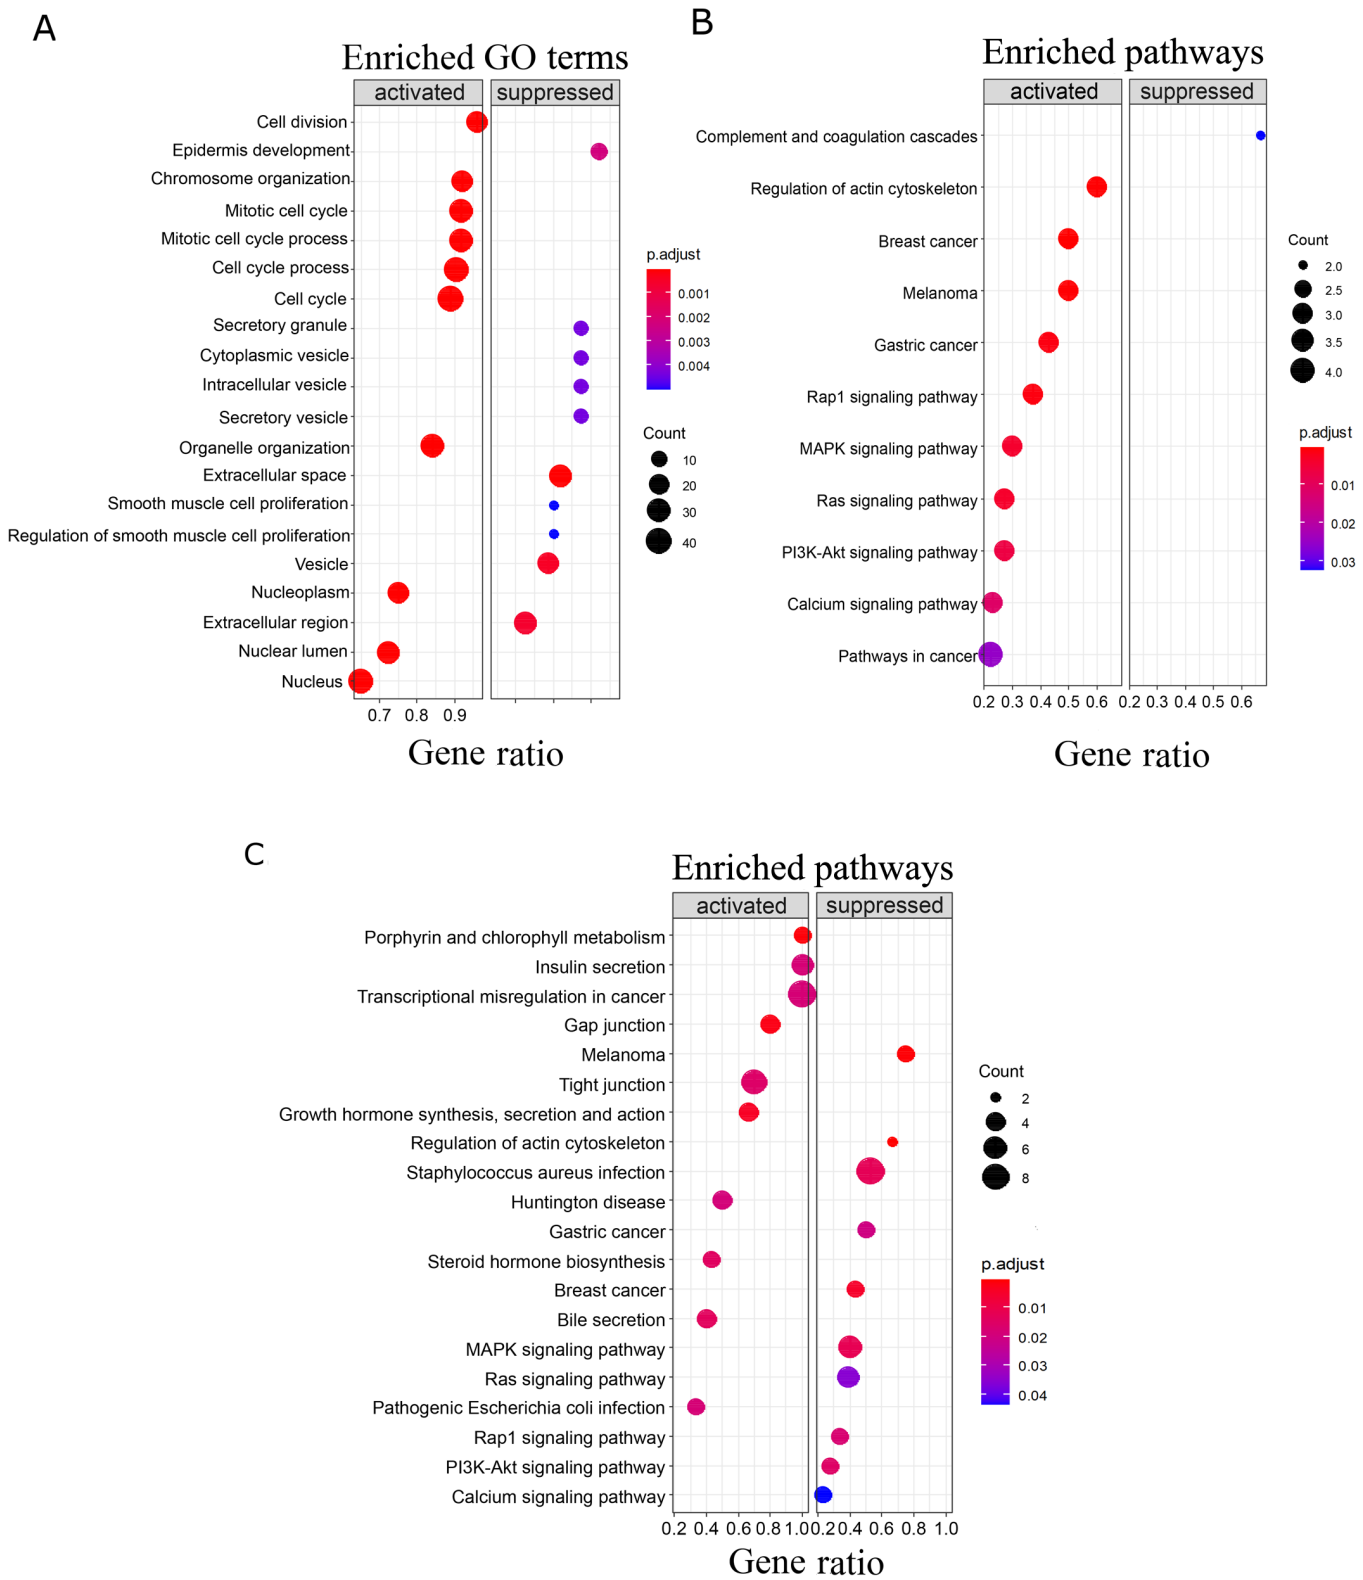 A
Enriched GO terms
activated suppressed
Cell division
Epidermis development
Chromosome organization
Mitotic cell cycle
Mitotic cell cycle process
Cell cycle process
Cell cycle
Secretory granule
Cytoplasmic vesicle
Intracellular vesicle
Secretory vesicle
Organelle organization
Extracellular space
Smooth muscle cell proliferation
Regulation of smooth muscle cell proliferation
Vesicle
Nucleoplasm
Extracellular region
Nuclear lumen
Nucleus
0.7 0.8 0.9
Gene ratio
p.adjust
0.001
0.002
0.003
0.004
Count
10
20
30
40
B
Enriched pathways
activated suppressed
Complement and coagulation cascades
Regulation of actin cytoskeleton
Breast cancer
Melanoma
Gastric cancer
Rap1 signaling pathway
MAPK signaling pathway
Ras signaling pathway
PI3K-Akt signaling pathway
Calcium signaling pathway
Pathways in cancer
0.2 0.3 0.4 0.5 0.6 0.2 0.3 0.4 0.5 0.6
Gene ratio
Count
2.0
2.5
3.0
3.5
4.0
p.adjust
0.01
0.02
0.03
C
Enriched pathways
activated suppressed
Porphyrin and chlorophyll metabolism
Insulin secretion
Transcriptional misregulation in cancer
Gap junction
Melanoma
Tight junction
Growth hormone synthesis, secretion and action
Regulation of actin cytoskeleton
Staphylococcus aureus infection
Huntington disease
Gastric cancer
Steroid hormone biosynthesis
Breast cancer
Bile secretion
MAPK signaling pathway
Ras signaling pathway
Pathogenic Escherichia coli infection
Rap1 signaling pathway
PI3K-Akt signaling pathway
Calcium signaling pathway
0.2 0.4 0.6 0.8 1.0 0.2 0.4 0.6 0.8 1.0
Gene ratio
Count
2
4
6
8
p.adjust
0.01
0.02
0.03
0.04